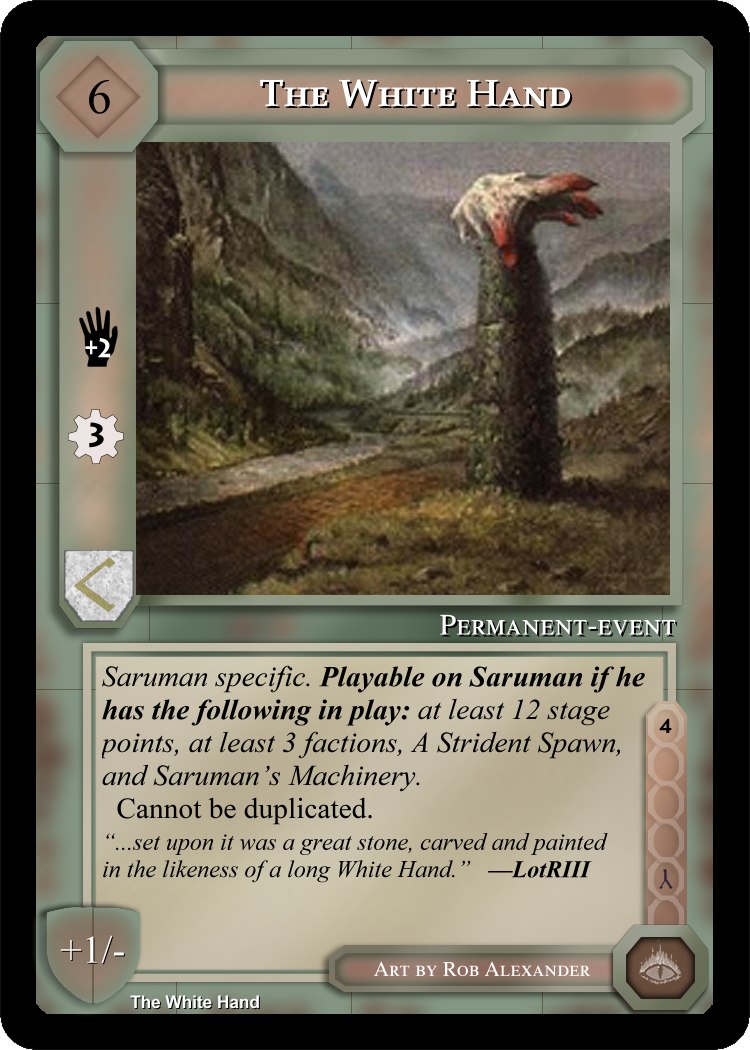 6
The White Hand
+2
3
Permanent-event
Saruman specific. Playable on Saruman if he
has the following in play: at least 12 stage
points, at least 3 factions, A Strident Spawn,
and Saruman’s Machinery.
Cannot be duplicated.
“...set upon it was a great stone, carved and painted
in the likeness of a long White Hand.” —LotRIII
4
+1/-
Art by Rob Alexander
The White Hand